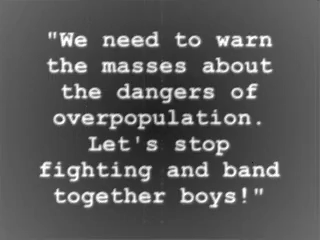 "We need to warn
the masses about
the dangers of
overpopulation.
Let's stop
fighting and band
together boys!"